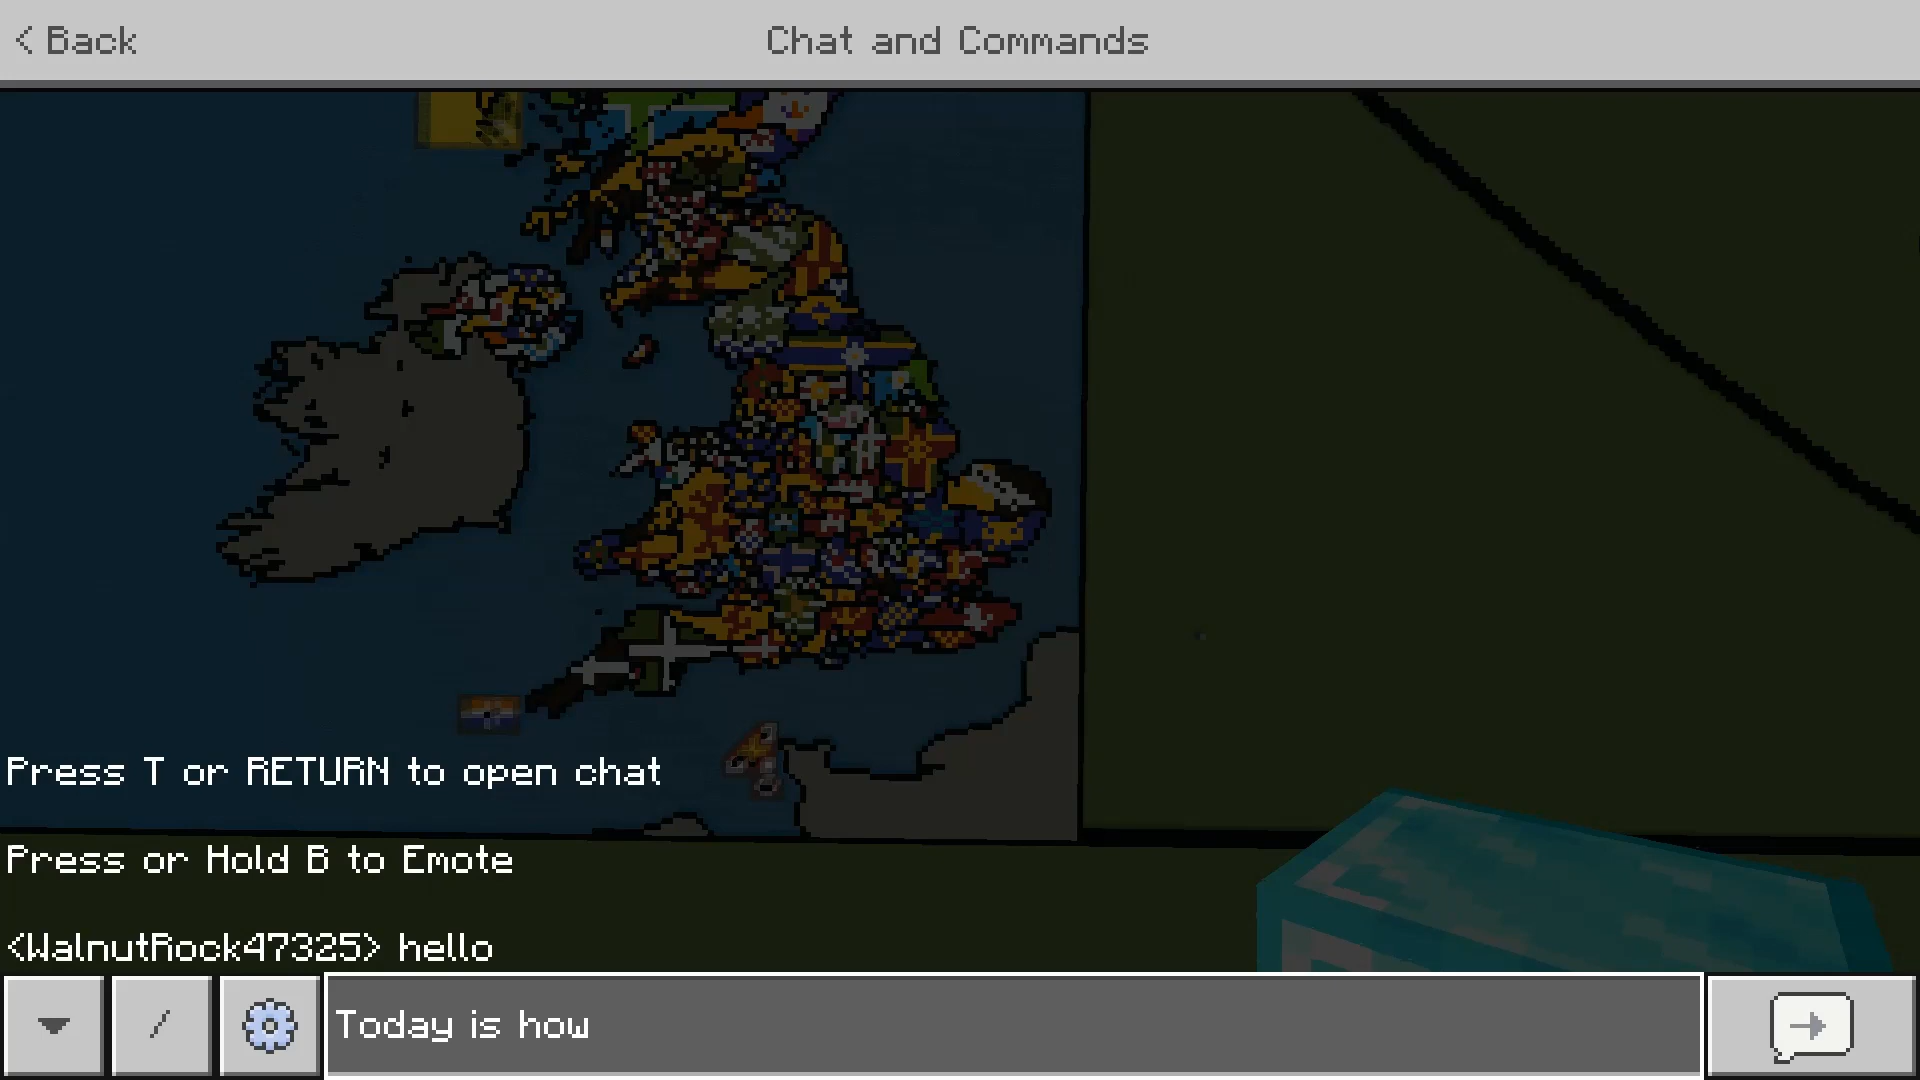 < Back
Chat and Commands
Press T or RETURN to open chat
Press or Hold B to Emote
<WalnutRock47325> hello
/
Today is how